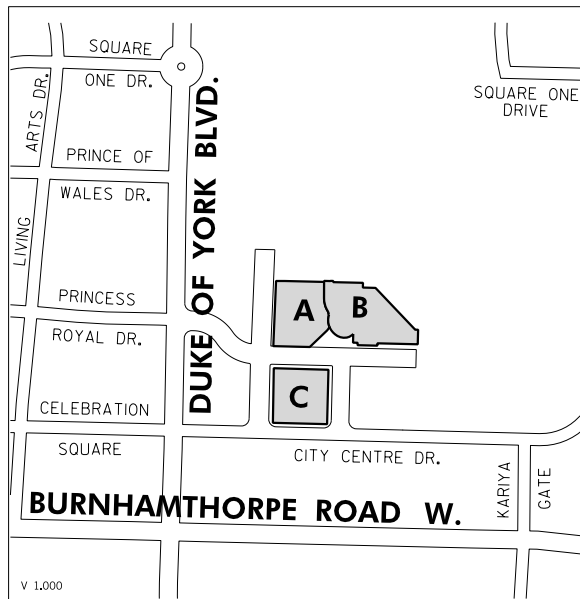 SQUARE
ONE DR.
ARTS DR.
LIVING
PRINCE OF
WALES DR.
SQUARE ONE
DRIVE
DUKE OF YORK BLVD.
PRINCESS
ROYAL DR.
A
B
C
CELEBRATION
SQUARE
CITY CENTRE DR.
KARIYA
GATE
BURNHAMTHORPE ROAD W.
V 1.000